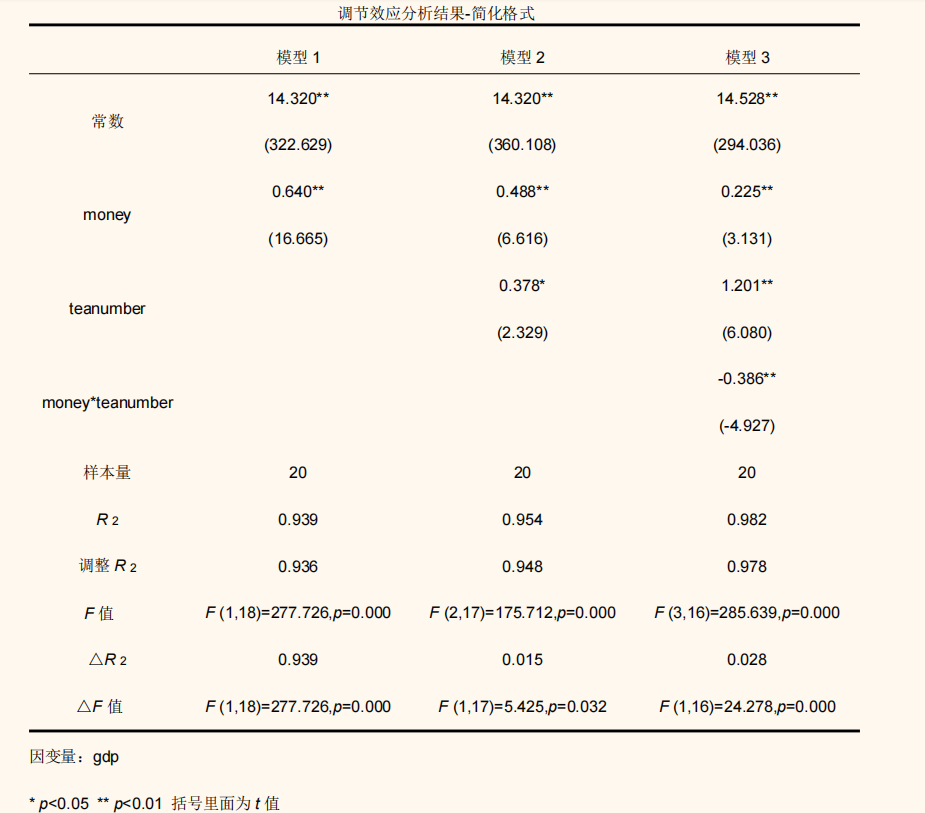 调节效应分析结果-简化格式
模型 1 模型 2 模型 3
14.320** 14.320** 14.528**
常数
(322.629) (360.108) (294.036)
0.640** 0.488** 0.225**
money
(16.665) (6.616) (3.131)
0.378* 1.201**
teanumber
(2.329) (6.080)
-0.386**
money*teanumber
(-4.927)
样本量 20 20 20
R 2 0.939 0.954 0.982
调整 R 2 0.936 0.948 0.978
F 值 F (1,18)=277.726,p=0.000 F (2,17)=175.712,p=0.000 F (3,16)=285.639,p=0.000
△R 2 0.939 0.015 0.028
△F 值 F (1,18)=277.726,p=0.000 F (1,17)=5.425,p=0.032 F (1,16)=24.278,p=0.000
因变量：gdp
* p<0.05 ** p<0.01 括号里面为 t 值